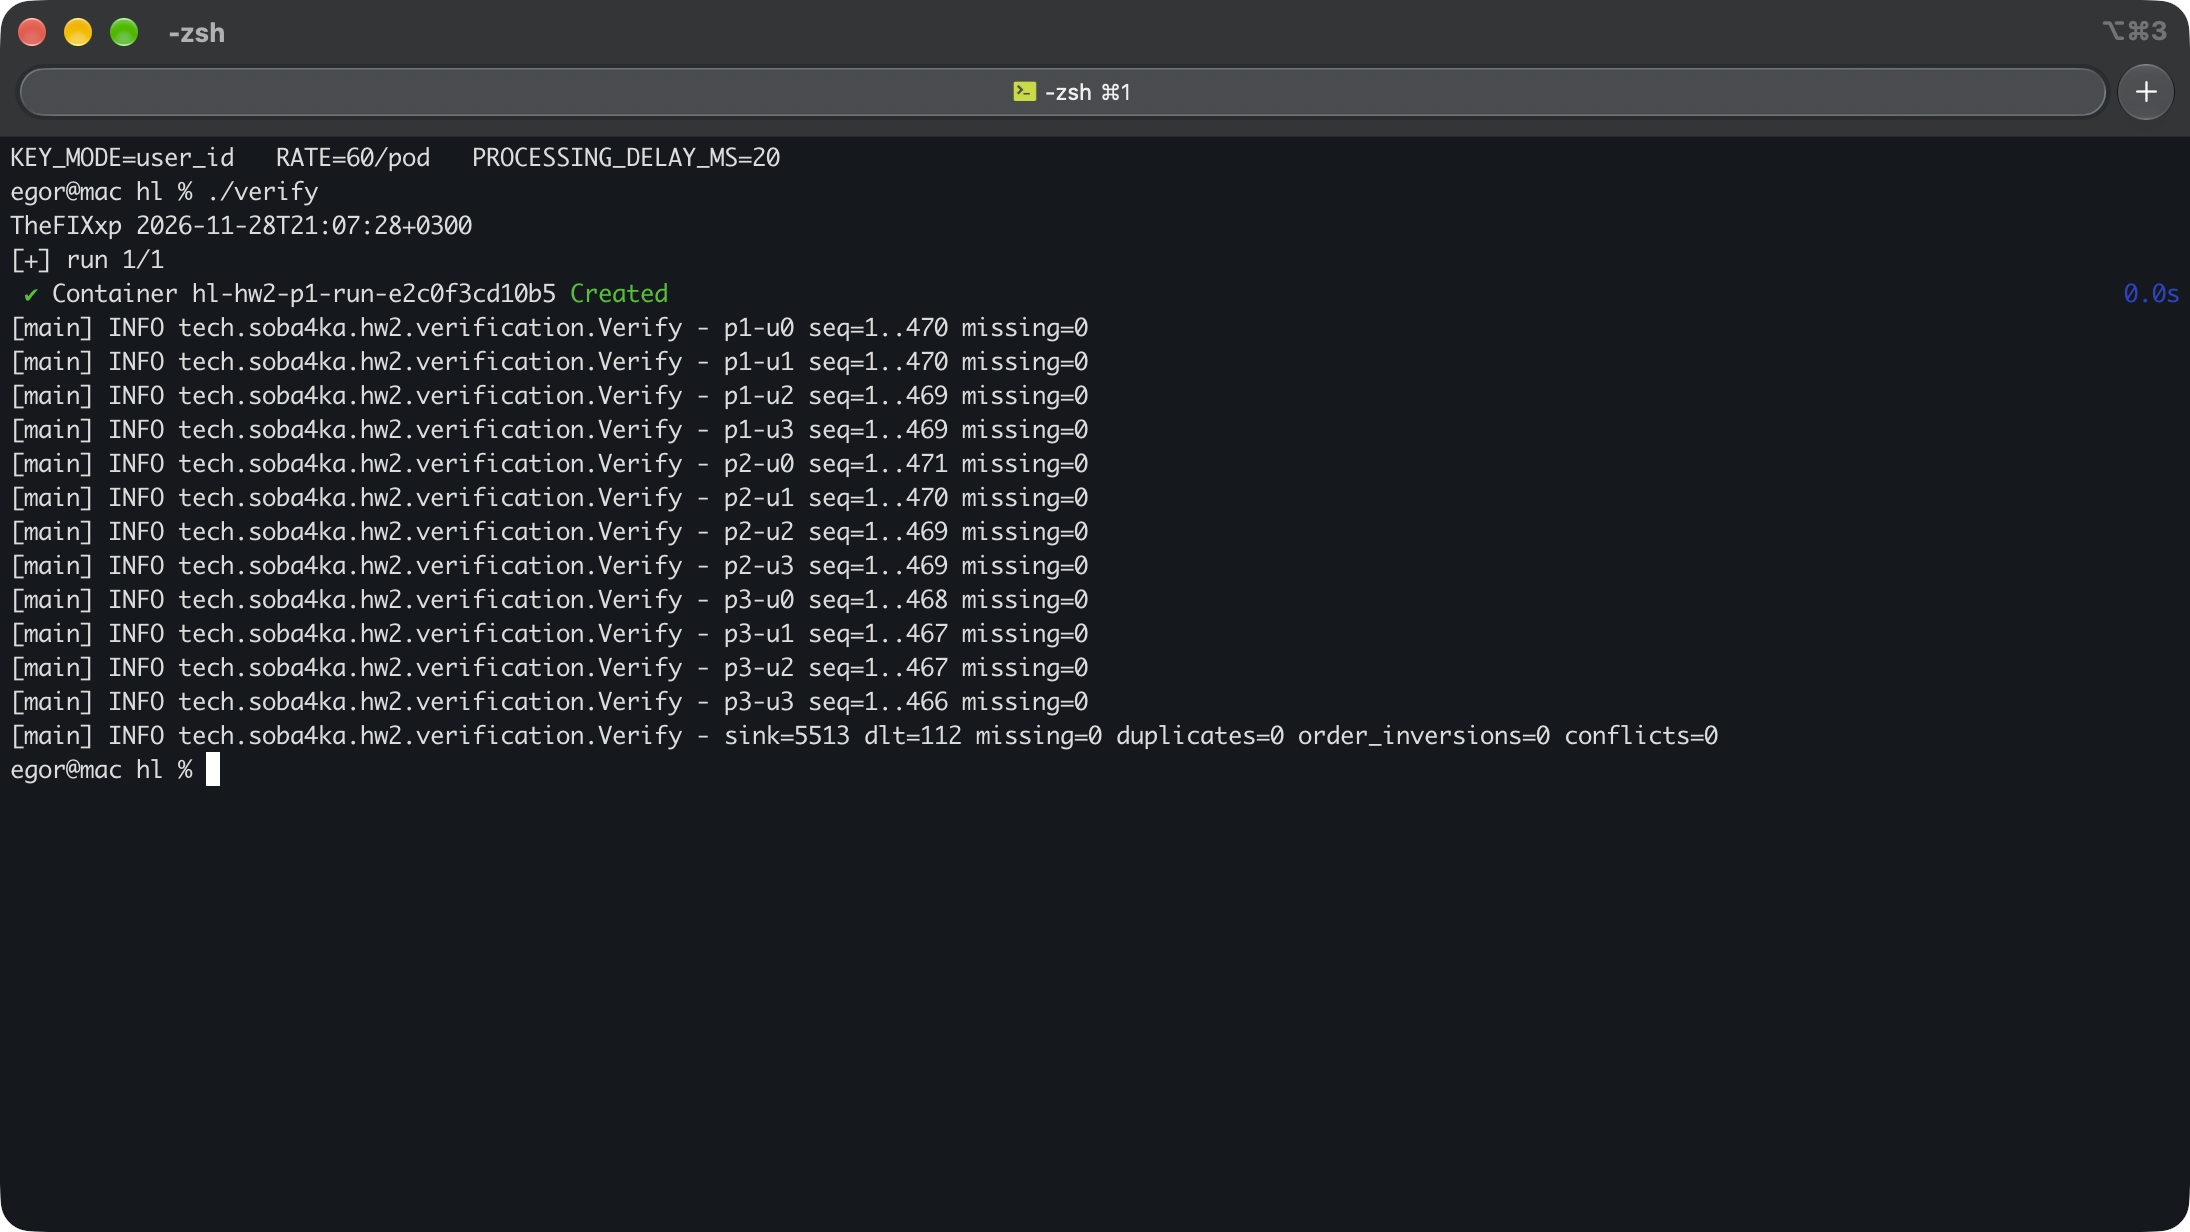 -zsh
⌥⌘3
-zsh ⌘1
KEY_MODE=user_id   RATE=60/pod   PROCESSING_DELAY_MS=20
egor@mac hl % ./verify
TheFIXxp 2026-11-28T21:07:28+0300
[+] run 1/1
 ✔ Container hl-hw2-p1-run-e2c0f3cd10b5 Created 0.0s
[main] INFO tech.soba4ka.hw2.verification.Verify - p1-u0 seq=1..470 missing=0
[main] INFO tech.soba4ka.hw2.verification.Verify - p1-u1 seq=1..470 missing=0
[main] INFO tech.soba4ka.hw2.verification.Verify - p1-u2 seq=1..469 missing=0
[main] INFO tech.soba4ka.hw2.verification.Verify - p1-u3 seq=1..469 missing=0
[main] INFO tech.soba4ka.hw2.verification.Verify - p2-u0 seq=1..471 missing=0
[main] INFO tech.soba4ka.hw2.verification.Verify - p2-u1 seq=1..470 missing=0
[main] INFO tech.soba4ka.hw2.verification.Verify - p2-u2 seq=1..469 missing=0
[main] INFO tech.soba4ka.hw2.verification.Verify - p2-u3 seq=1..469 missing=0
[main] INFO tech.soba4ka.hw2.verification.Verify - p3-u0 seq=1..468 missing=0
[main] INFO tech.soba4ka.hw2.verification.Verify - p3-u1 seq=1..467 missing=0
[main] INFO tech.soba4ka.hw2.verification.Verify - p3-u2 seq=1..467 missing=0
[main] INFO tech.soba4ka.hw2.verification.Verify - p3-u3 seq=1..466 missing=0
[main] INFO tech.soba4ka.hw2.verification.Verify - sink=5513 dlt=112 missing=0 duplicates=0 order_inversions=0 conflicts=0
egor@mac hl %